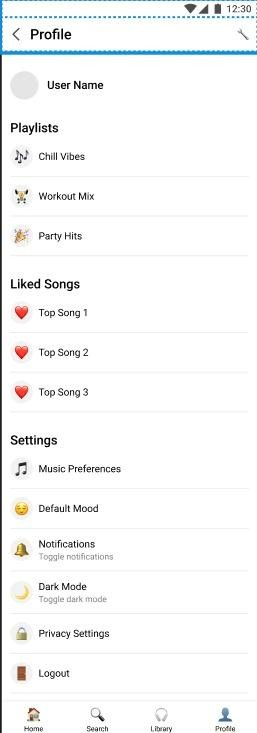 12:30
Profile
User Name
Playlists
Chill Vibes
Workout Mix
Party Hits
Liked Songs
Top Song 1
Top Song 2
Top Song 3
Settings
Music Preferences
Default Mood
Notifications
Toggle notifications
Dark Mode
Toggle dark mode
Privacy Settings
Logout
Home Search Library Profile